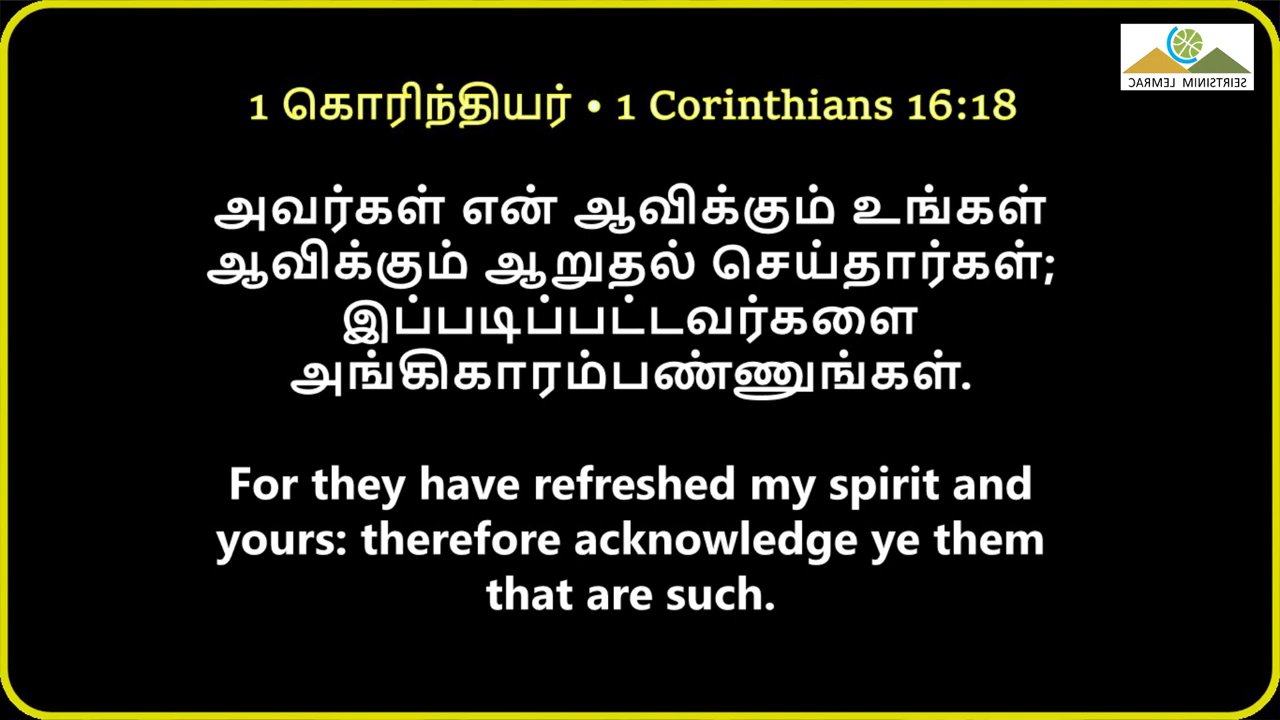 CARMEL MINISTRIES
1 கொரிந்தியர் • 1 Corinthians 16:18
அவர்கள் என் ஆவிக்கும் உங்கள்
ஆவிக்கும் ஆறுதல் செய்தார்கள்;
இப்படிப்பட்டவர்களை
அங்கிகாரம்பண்ணுங்கள்.
For they have refreshed my spirit and
yours: therefore acknowledge ye them
that are such.